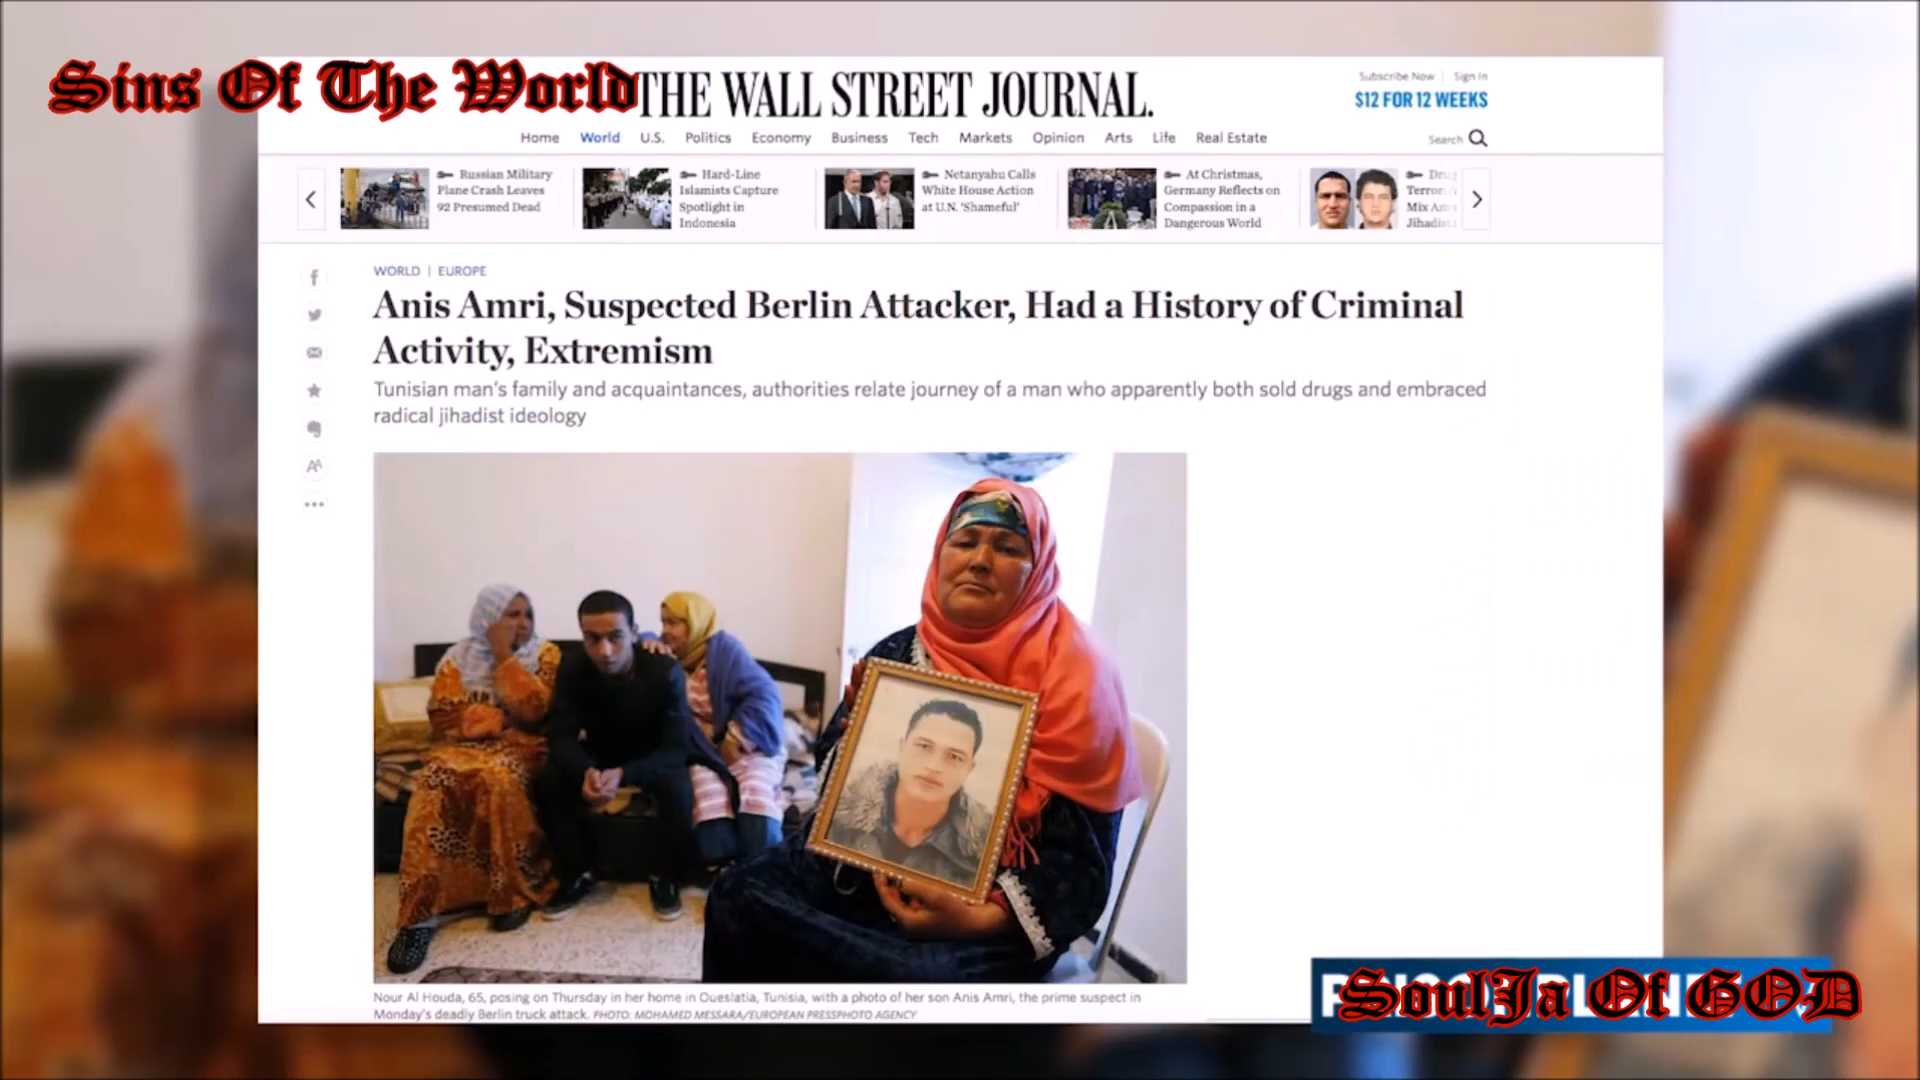 Sins Of The World
THE WALL STREET JOURNAL.
Subscribe Now | Sign In
$12 FOR 12 WEEKS
Home World U.S. Politics Economy Business Tech Markets Opinion Arts Life Real Estate
Search
Russian Military
Plane Crash Leaves
92 Presumed Dead
Hard-Line
Islamists Capture
Spotlight in
Indonesia
Netanyahu Calls
White House Action
at U.N. 'Shameful'
At Christmas,
Germany Reflects on
Compassion in a
Dangerous World
Terror
Mix
Jihadist
WORLD | EUROPE
Anis Amri, Suspected Berlin Attacker, Had a History of Criminal
Activity, Extremism
Tunisian man's family and acquaintances, authorities relate journey of a man who apparently both sold drugs and embraced
radical jihadist ideology
Nour Al Houda, 65, posing on Thursday in her home in Oueslatia, Tunisia, with a photo of her son Anis Amri, the prime suspect in
Monday's deadly Berlin truck attack. PHOTO: MOHAMED MESSARA/EUROPEAN PRESSPHOTO AGENCY
SoulJa Of GOD